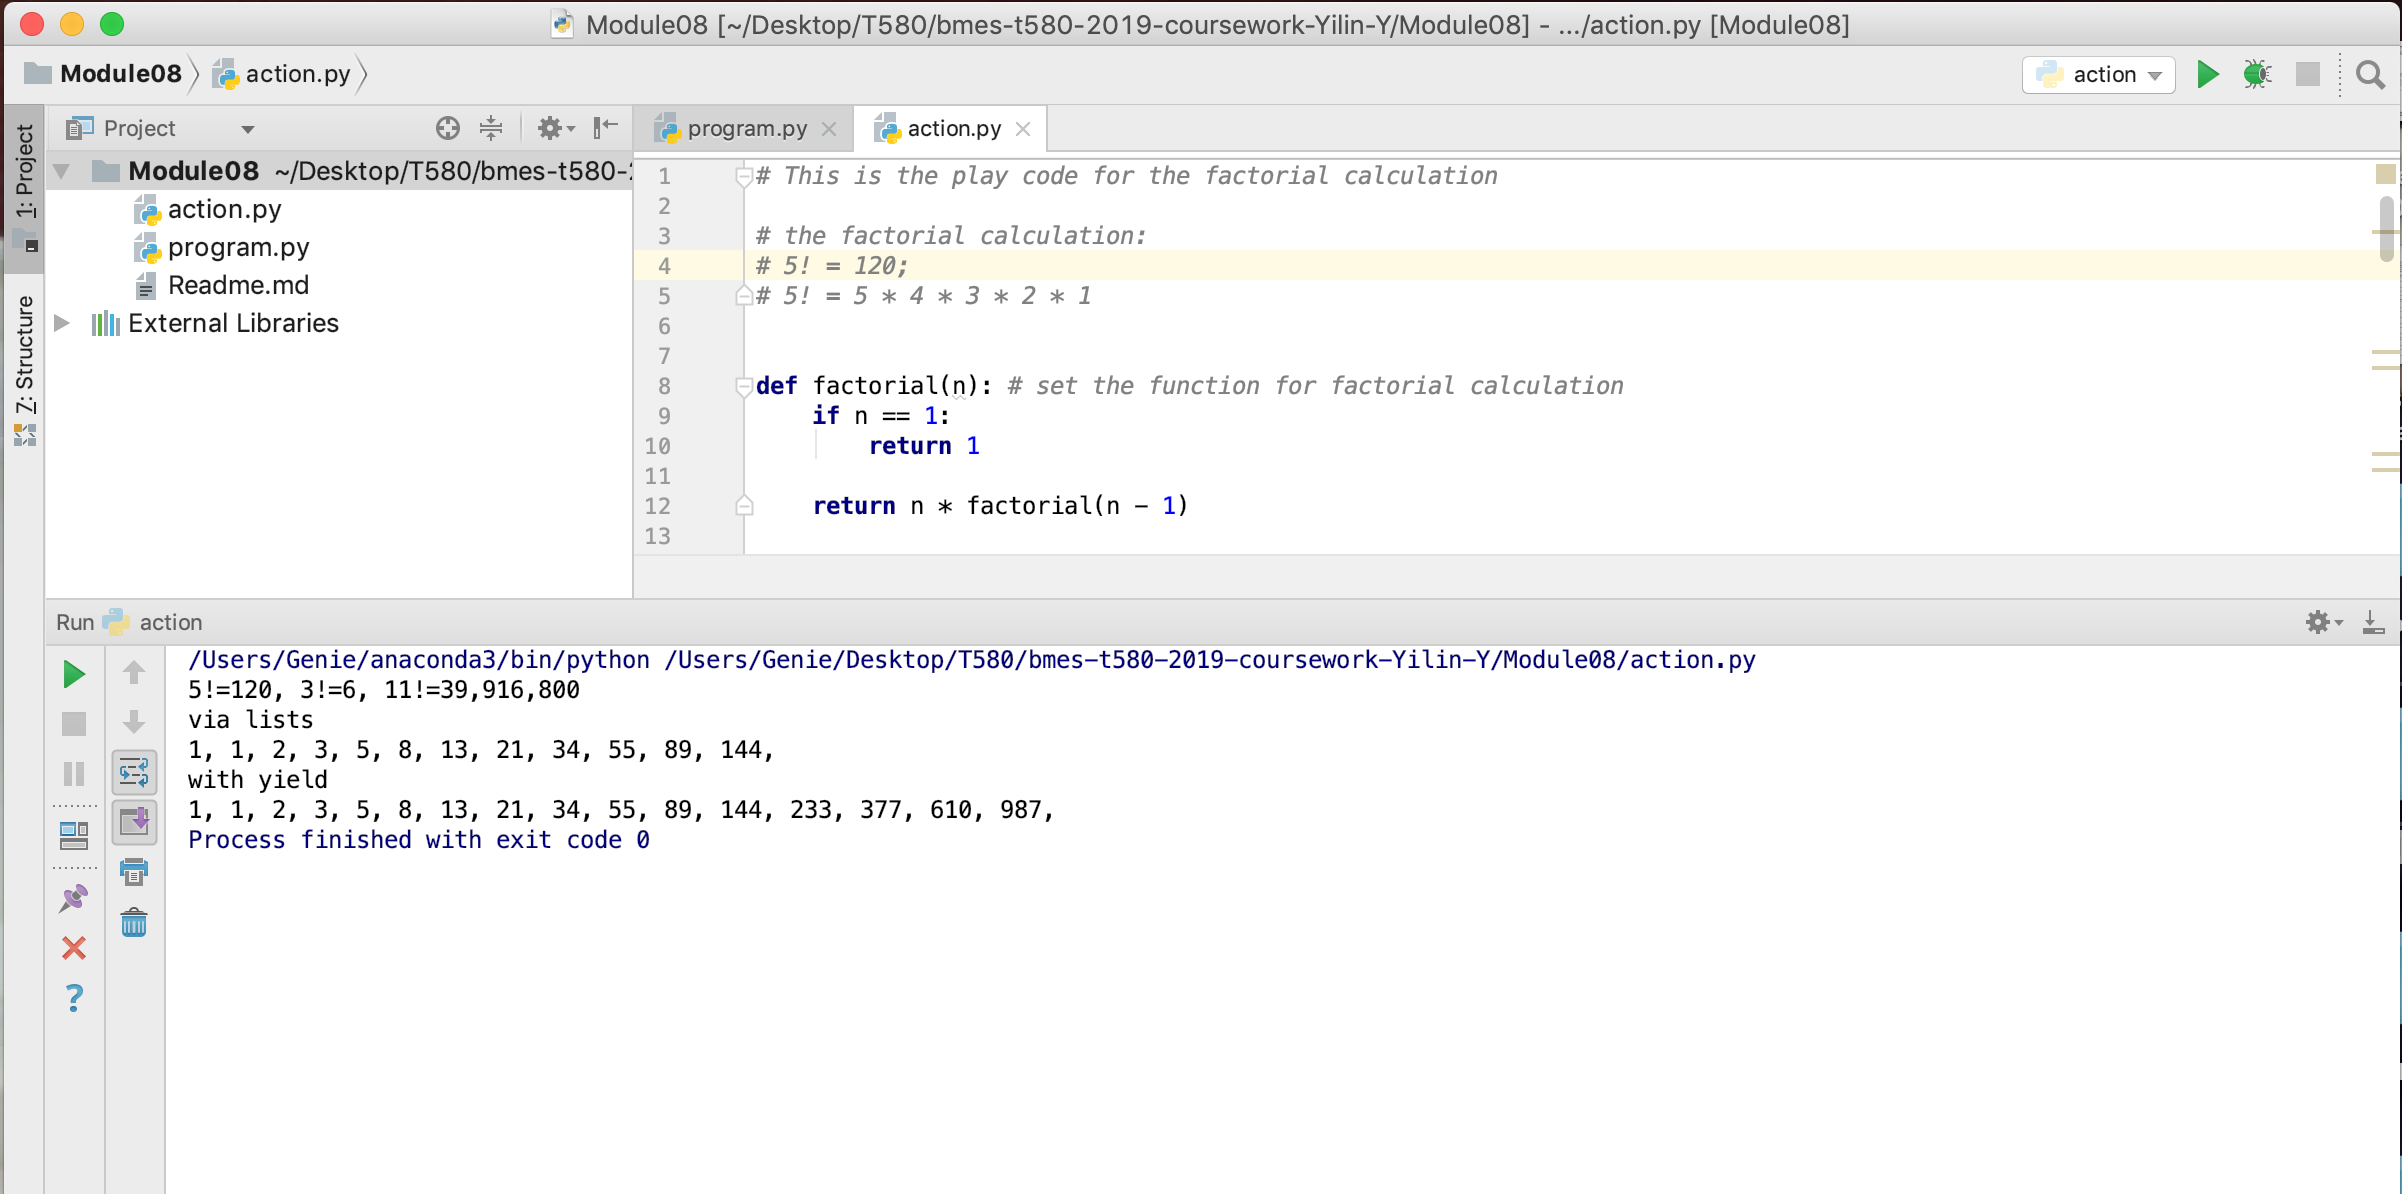 Module08 [~/Desktop/T580/bmes-t580-2019-coursework-Yilin-Y/Module08] - .../action.py [Module08]
Module08 action.py action
1: Project
Z: Structure
Project
Module08 ~/Desktop/T580/bmes-t580-
action.py
program.py
Readme.md
External Libraries
program.py action.py
1 # This is the play code for the factorial calculation
2
3 # the factorial calculation:
4 # 5! = 120;
5 # 5! = 5 * 4 * 3 * 2 * 1
6
7
8 def factorial(n): # set the function for factorial calculation
9 if n == 1:
10 return 1
11
12 return n * factorial(n - 1)
13
Run action
/Users/Genie/anaconda3/bin/python /Users/Genie/Desktop/T580/bmes-t580-2019-coursework-Yilin-Y/Module08/action.py
5!=120, 3!=6, 11!=39,916,800
via lists
1, 1, 2, 3, 5, 8, 13, 21, 34, 55, 89, 144,
with yield
1, 1, 2, 3, 5, 8, 13, 21, 34, 55, 89, 144, 233, 377, 610, 987,
Process finished with exit code 0